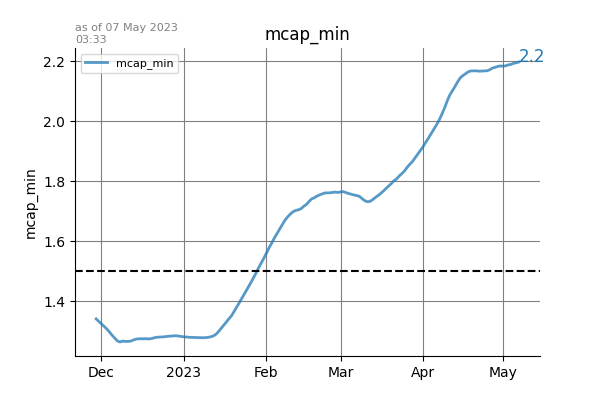 as of 07 May 2023
03:33
mcap_min
2.2
mcap_min
2.2
2.0
1.8
1.6
1.4
mcap_min
Dec
2023
Feb
Mar
Apr
May